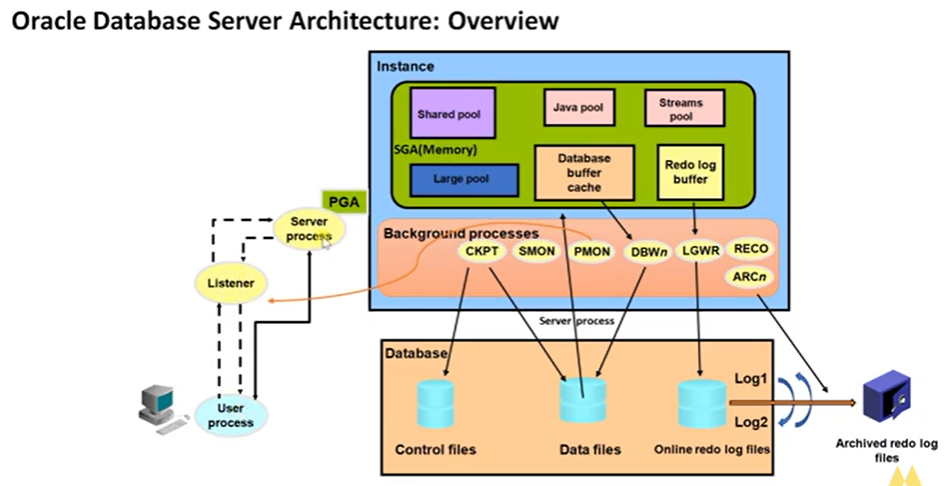 Oracle Database Server Architecture: Overview
Instance
Shared pool
Java pool
Streams
pool
SGA(Memory)
Large pool
Database
buffer
cache
Redo log
buffer
PGA
Server
process
Background processes
CKPT
SMON
PMON
DBWn
LGWR
RECO
ARCn
Listener
Server process
Database
User
process
Log1
Log2
Control files
Data files
Online redo log files
Archived redo log
files